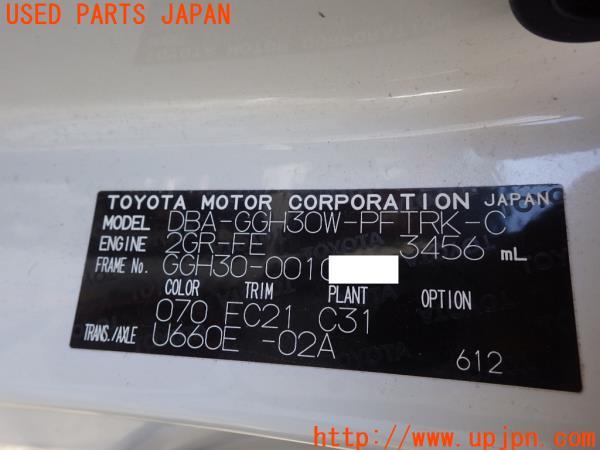 USED PARTS JAPAN
TOYOTA MOTOR CORPORATION JAPAN
MODEL DBA-GGH30W-PFTRK-C
ENGINE 2GR-FE 3456 mL
FRAME No. GGH30-0010
COLOR TRIM PLANT OPTION
070 EC21 C31
TRANS./AXLE U660E -02A
612
http://www.upjpn.com/